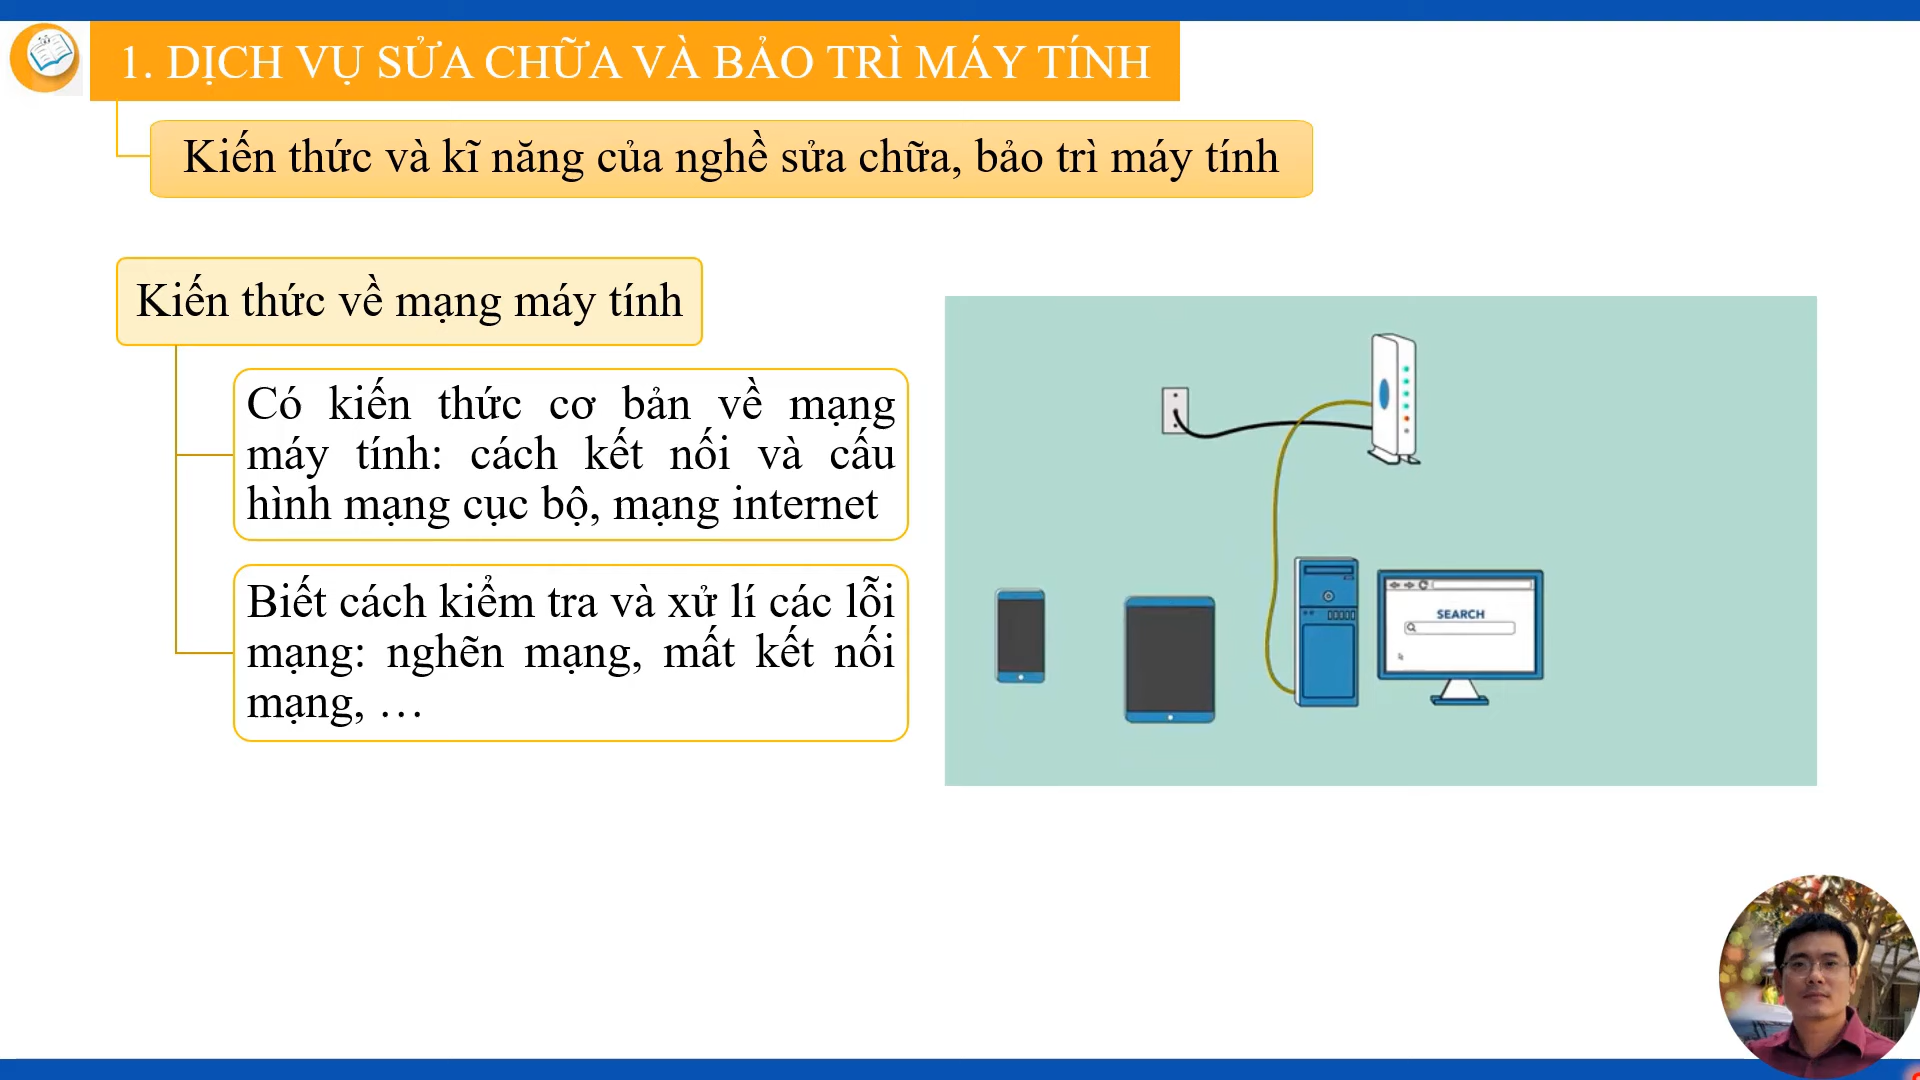 1. DỊCH VỤ SỬA CHỮA VÀ BẢO TRÌ MÁY TÍNH
Kiến thức và kĩ năng của nghề sửa chữa, bảo trì máy tính
Kiến thức về mạng máy tính
Có kiến thức cơ bản về mạng
máy tính: cách kết nối và cấu
hình mạng cục bộ, mạng internet
Biết cách kiểm tra và xử lí các lỗi
mạng: nghẽn mạng, mất kết nối
mạng, …
SEARCH